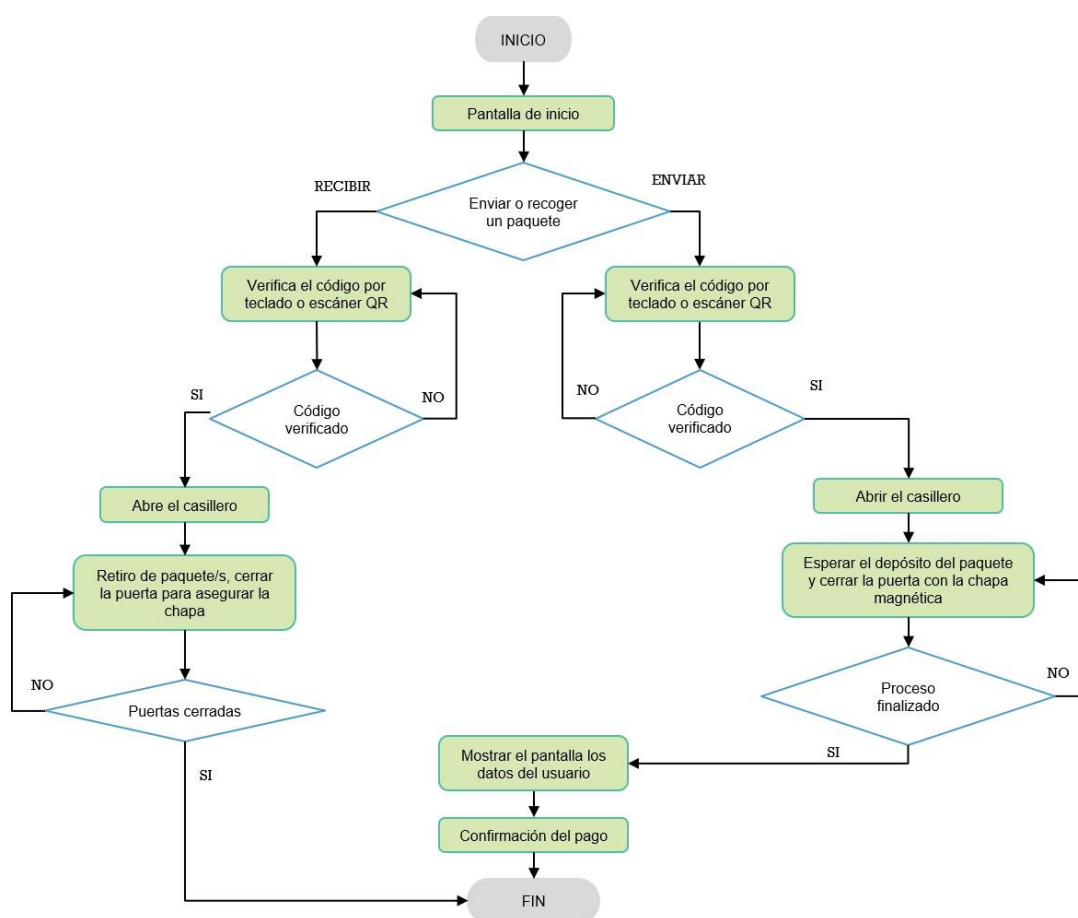 INICIO
Pantalla de inicio
RECIBIR
ENVIAR
Enviar o recoger
un paquete
Verifica el código por
teclado o escáner QR
Verifica el código por
teclado o escáner QR
SI
NO
Código
verificado
NO
SI
Código
verificado
Abre el casillero
Abrir el casillero
Retiro de paquete/s, cerrar
la puerta para asegurar la
chapa
Esperar el depósito del paquete
y cerrar la puerta con la chapa
magnética
NO
Puertas cerradas
SI
NO
Proceso
finalizado
SI
Mostrar el pantalla los
datos del usuario
Confirmación del pago
FIN